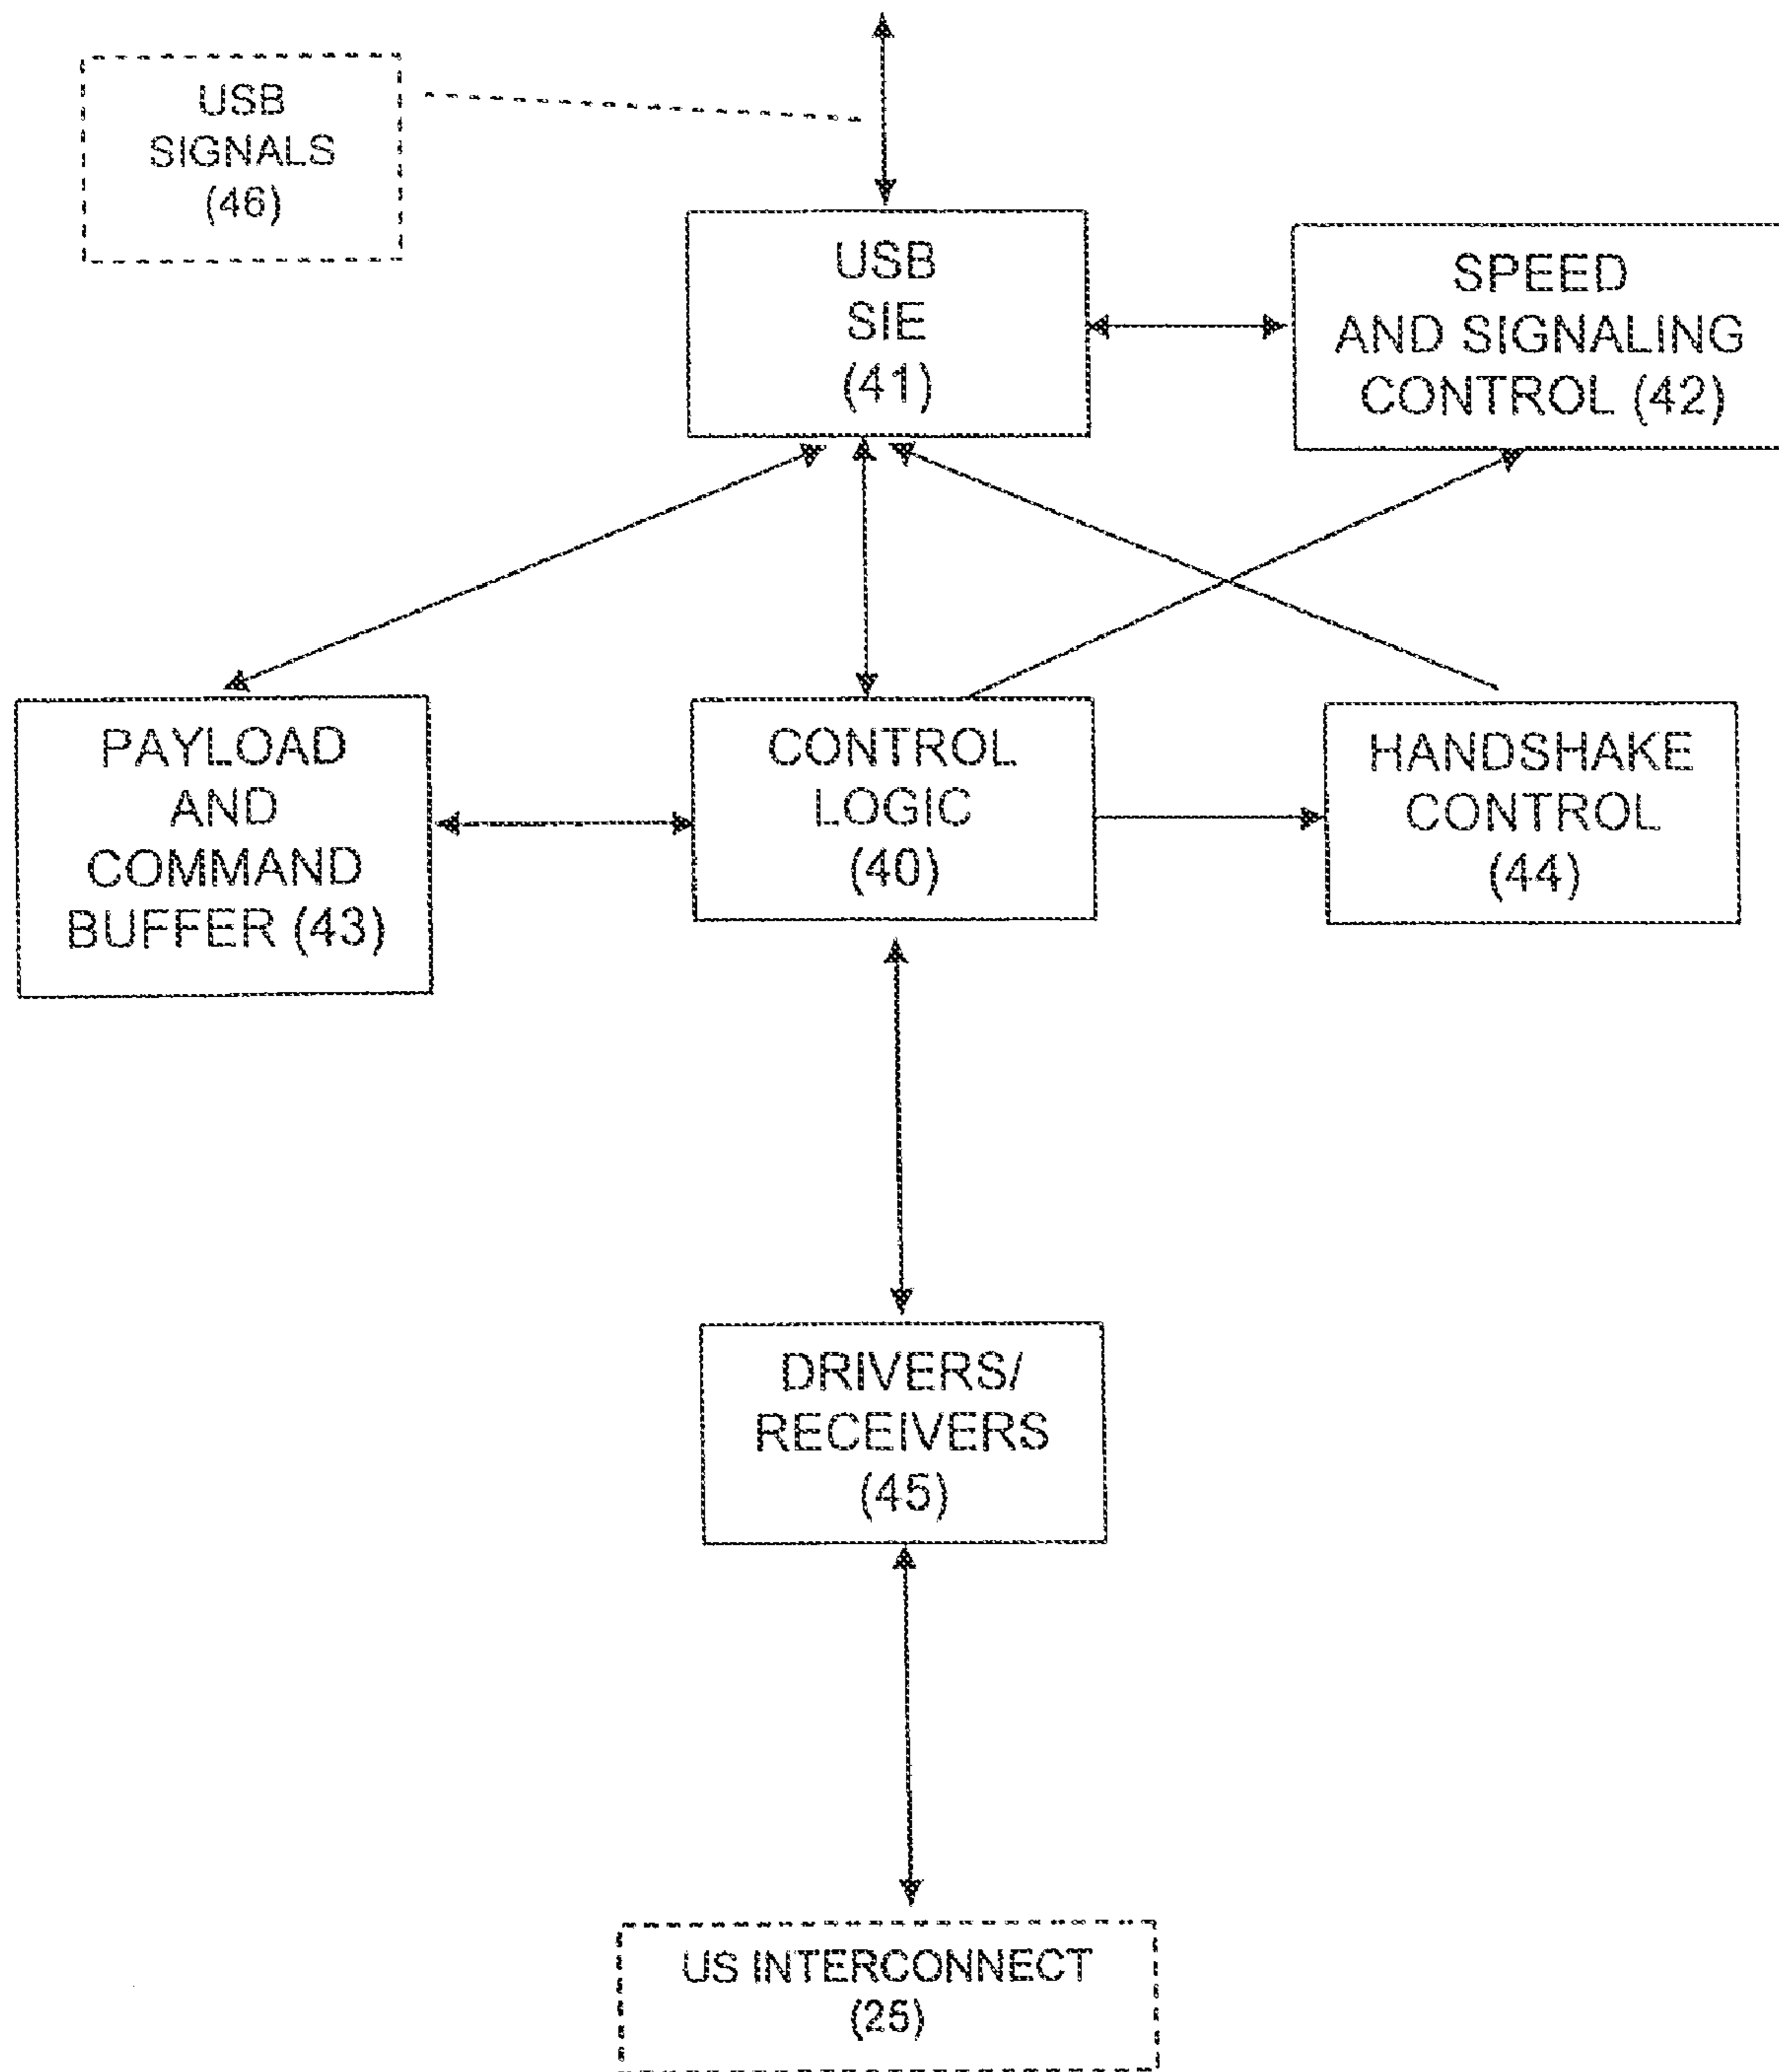 USB
SIGNALS
(46)
USB
SIE
(41)
SPEED
AND SIGNALING
CONTROL (42)
PAYLOAD
AND
COMMAND
BUFFER (43)
CONTROL
LOGIC
(40)
HANDSHAKE
CONTROL
(44)
DRIVERS/
RECEIVERS
(45)
US INTERCONNECT
(25)